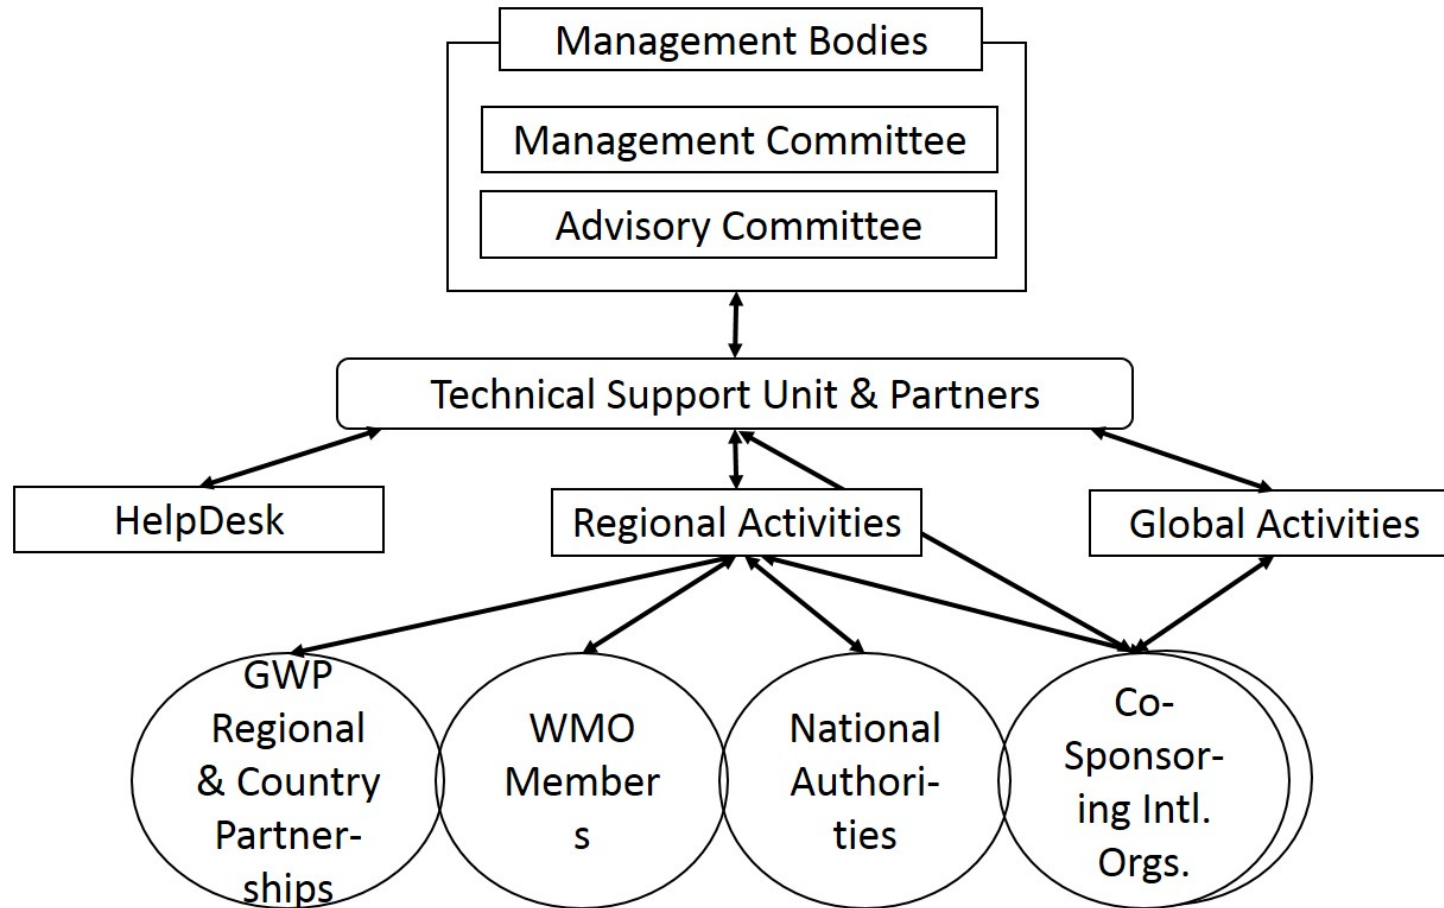 Management Bodies
Management Committee
Advisory Committee
Technical Support Unit & Partners
HelpDesk
Regional Activities
Global Activities
GWP
Regional
& Country
Partner-
ships
WMO
Member
s
National
Authori-
ties
Co-
Sponsor-
ing Intl.
Orgs.